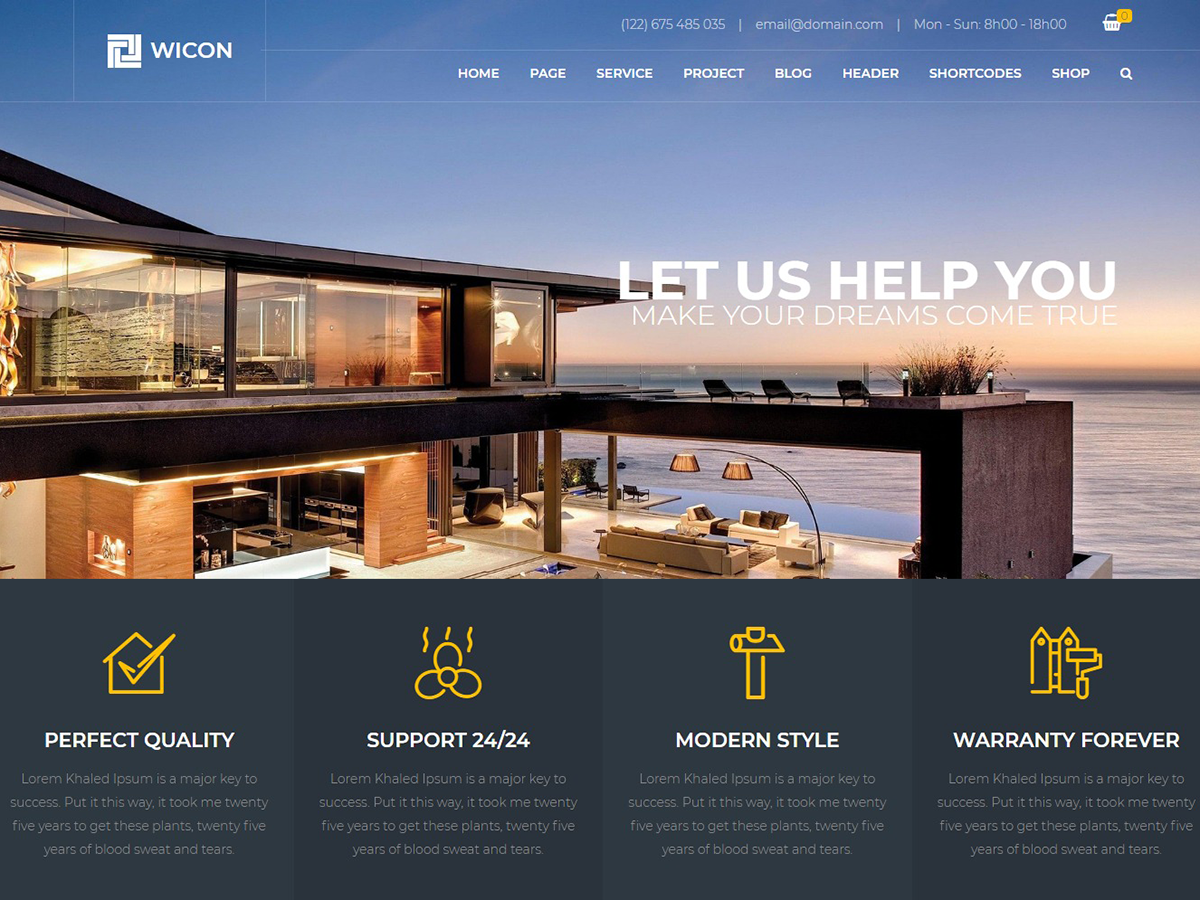 (122) 675 485 035 | email@domain.com | Mon - Sun: 8h00 - 18h00 0
WICON
HOME PAGE SERVICE PROJECT BLOG HEADER SHORTCODES SHOP
LET US HELP YOU
MAKE YOUR DREAMS COME TRUE
PERFECT QUALITY
Lorem Khaled Ipsum is a major key to
success. Put it this way, it took me twenty
five years to get these plants, twenty five
years of blood sweat and tears.
SUPPORT 24/24
Lorem Khaled Ipsum is a major key to
success. Put it this way, it took me twenty
five years to get these plants, twenty five
years of blood sweat and tears.
MODERN STYLE
Lorem Khaled Ipsum is a major key to
success. Put it this way, it took me twenty
five years to get these plants, twenty five
years of blood sweat and tears.
WARRANTY FOREVER
Lorem Khaled Ipsum is a major key to
success. Put it this way, it took me twenty
five years to get these plants, twenty five
years of blood sweat and tears.